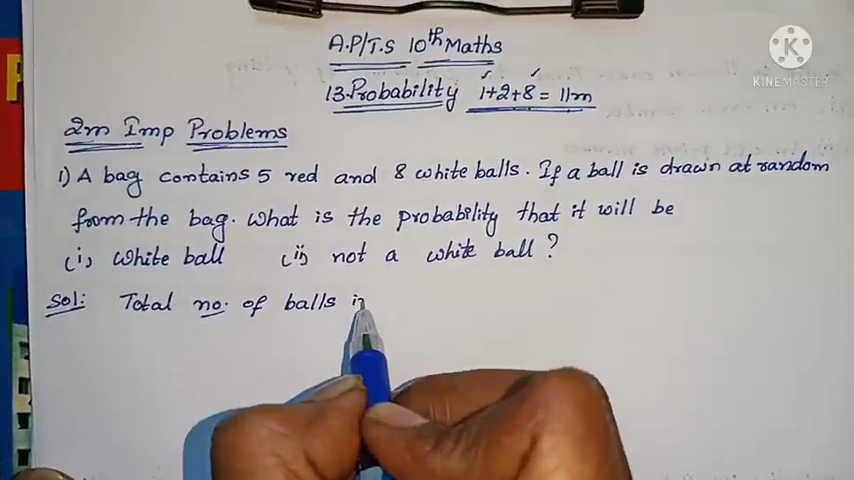 A.P/T.S 10th Maths
13. Probability 1+2+8 = 11m
2m Imp Problems
1) A bag contains 5 red and 8 white balls. If a ball is drawn at random
from the bag. What is the probability that it will be
(i) white ball (ii) not a white ball ?
Sol: Total no. of balls in
K
KINEMASTER